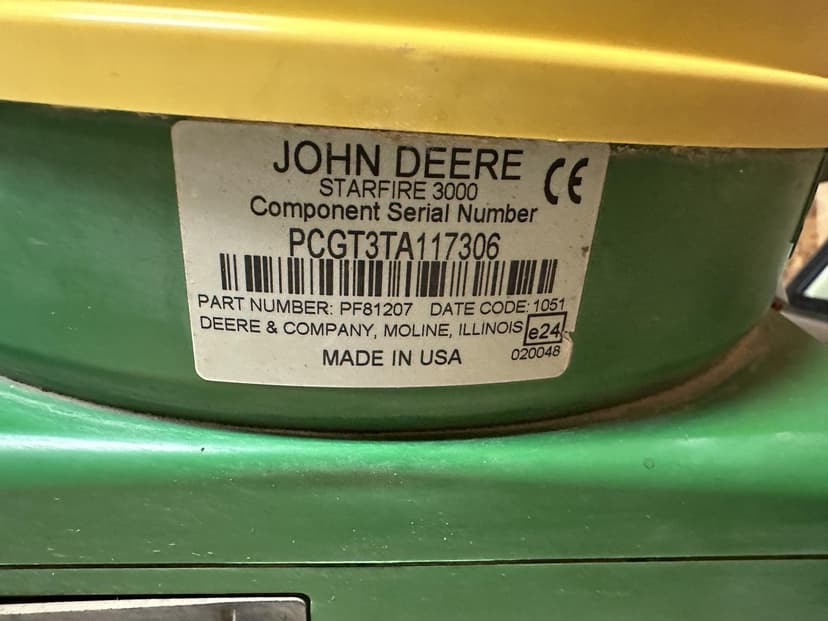 JOHN DEERE
STARFIRE 3000
CE
Component Serial Number
PCGT3TA117306
PART NUMBER: PF81207 DATE CODE: 1051
DEERE & COMPANY, MOLINE, ILLINOIS e24
MADE IN USA 020048